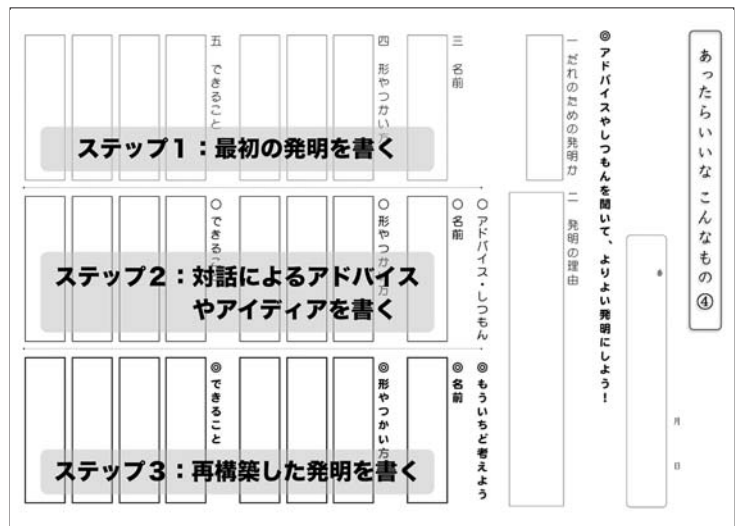 あったらいいな こんなもの④
月 日
◎ アドバイスやしつもんを聞いて、よりよい発明にしよう!
一 だれのための発明か
二 発明の理由
三 名前
四 形やつかい方
五 できること
ステップ1:最初の発明を書く
○ アドバイス・しつもん
○ 名前
○ 形やつかい方
○ できること
ステップ2:対話によるアドバイス
やアイディアを書く
◎ もういちど考えよう
◎ 名前
◎ 形やつかい方
◎ できること
ステップ3:再構築した発明を書く